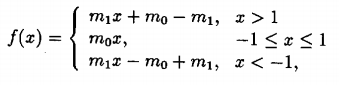 m₁x + m₀ − m₁, x > 1
f(x) = { m₀x, −1 ≤ x ≤ 1
m₁x − m₀ + m₁, x < −1,